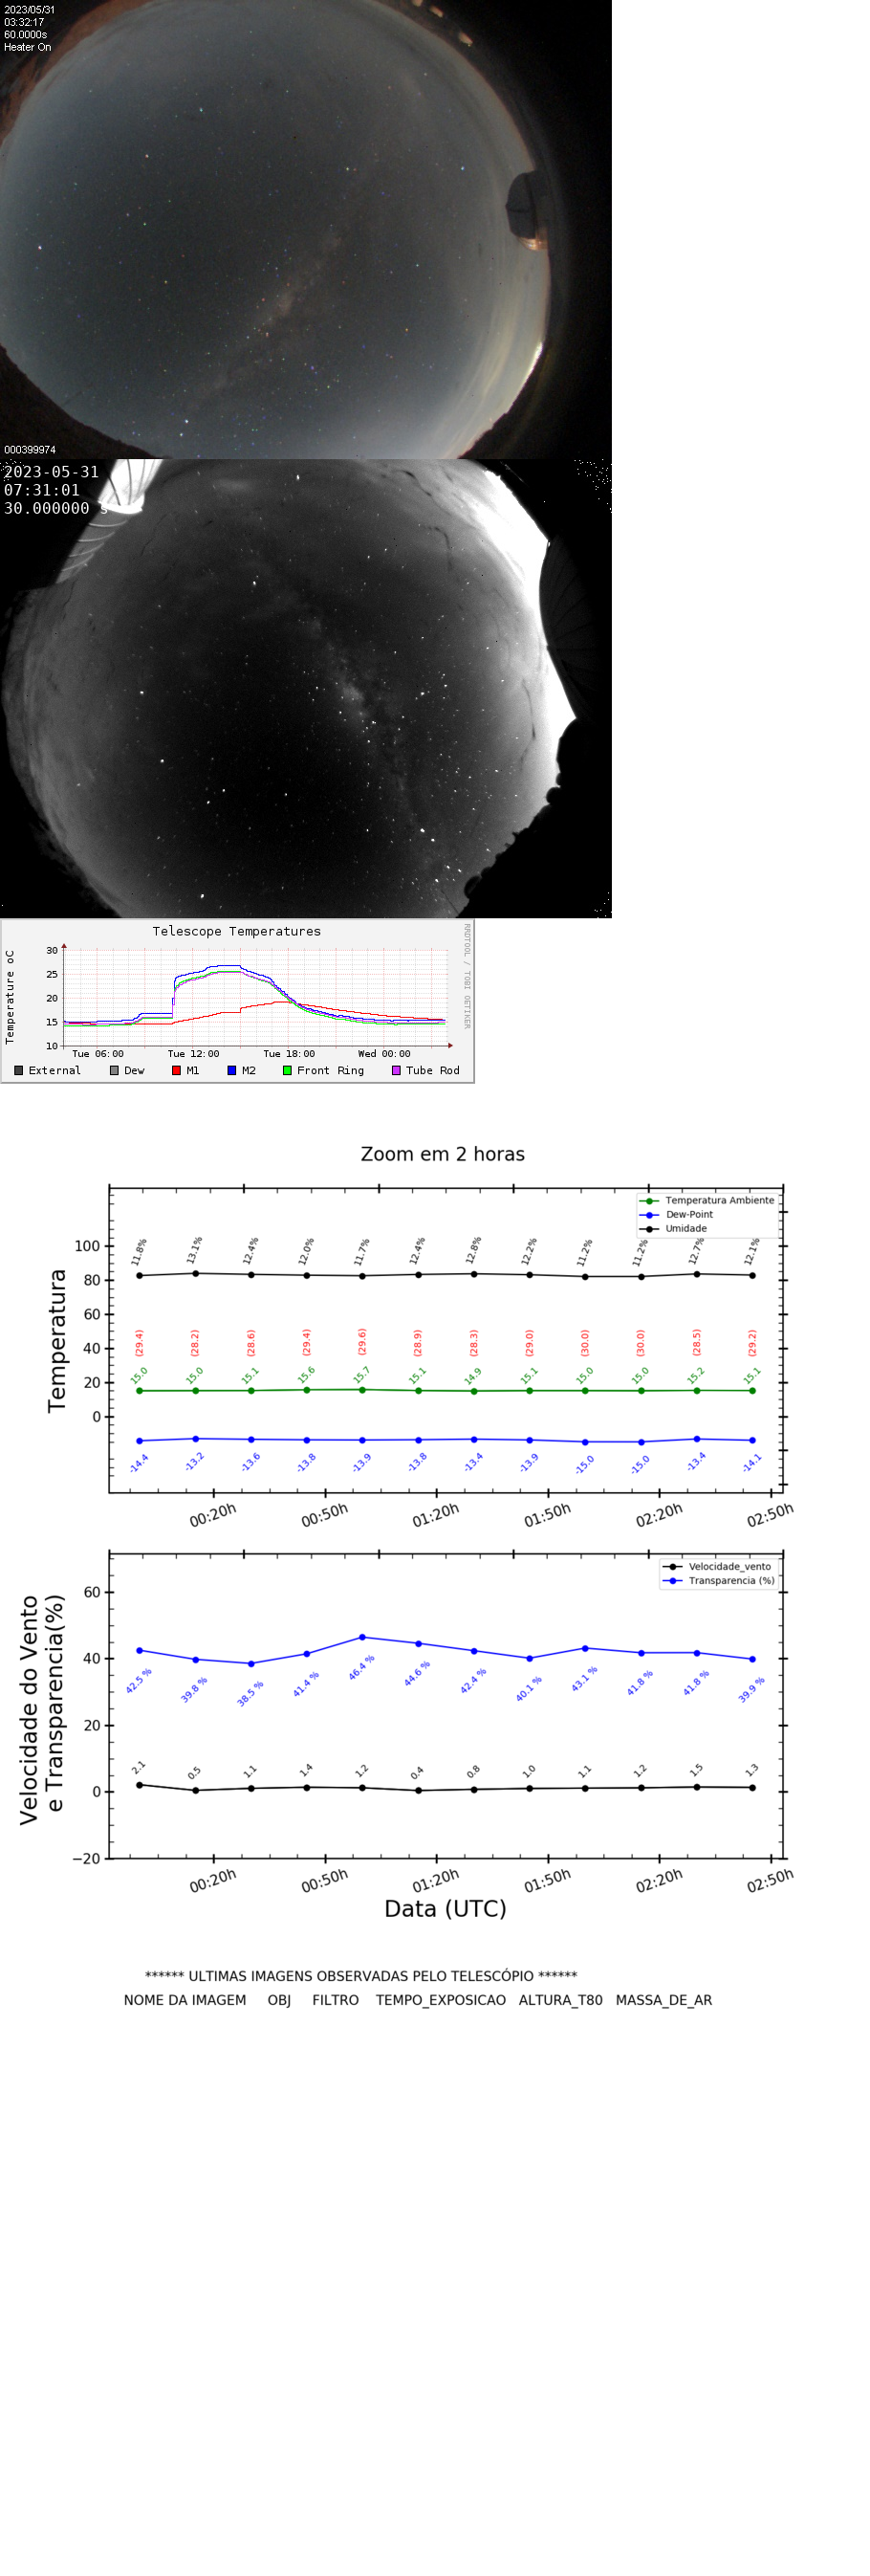 2023/05/31
03:32:17
60.0000s
Heater On
000399974
2023-05-31
07:31:01
30.000000 s
Telescope Temperatures
RRDTOOL / TOBI OETIKER
Temperature oC
30
25
20
15
10
Tue 06:00 Tue 12:00 Tue 18:00 Wed 00:00
External Dew M1 M2 Front Ring Tube Rod
Zoom em 2 horas
Temperatura Ambiente
Dew-Point
Umidade
Temperatura
100
80
60
40
20
0
11.8% 13.1% 12.4% 12.0% 11.7% 12.4% 12.8% 12.2% 11.2% 11.2% 12.7% 12.1%
(29.4) (28.2) (28.6) (29.4) (29.6) (28.9) (28.3) (29.0) (30.0) (30.0) (28.5) (29.2)
15.0 15.0 15.1 15.6 15.7 15.1 14.9 15.1 15.0 15.0 15.2 15.1
-14.4 -13.2 -13.6 -13.8 -13.9 -13.8 -13.4 -13.9 -15.0 -15.0 -13.4 -14.1
00:20h 00:50h 01:20h 01:50h 02:20h 02:50h
Velocidade_vento
Transparencia (%)
Velocidade do Vento
e Transparencia(%)
60
40
20
0
−20
42.5 % 39.8 % 38.5 % 41.4 % 46.4 % 44.6 % 42.4 % 40.1 % 43.1 % 41.8 % 41.8 % 39.9 %
2.1 0.5 1.1 1.4 1.2 0.4 0.8 1.0 1.1 1.2 1.5 1.3
00:20h 00:50h 01:20h 01:50h 02:20h 02:50h
Data (UTC)
****** ULTIMAS IMAGENS OBSERVADAS PELO TELESCÓPIO ******
NOME DA IMAGEM OBJ FILTRO TEMPO_EXPOSICAO ALTURA_T80 MASSA_DE_AR